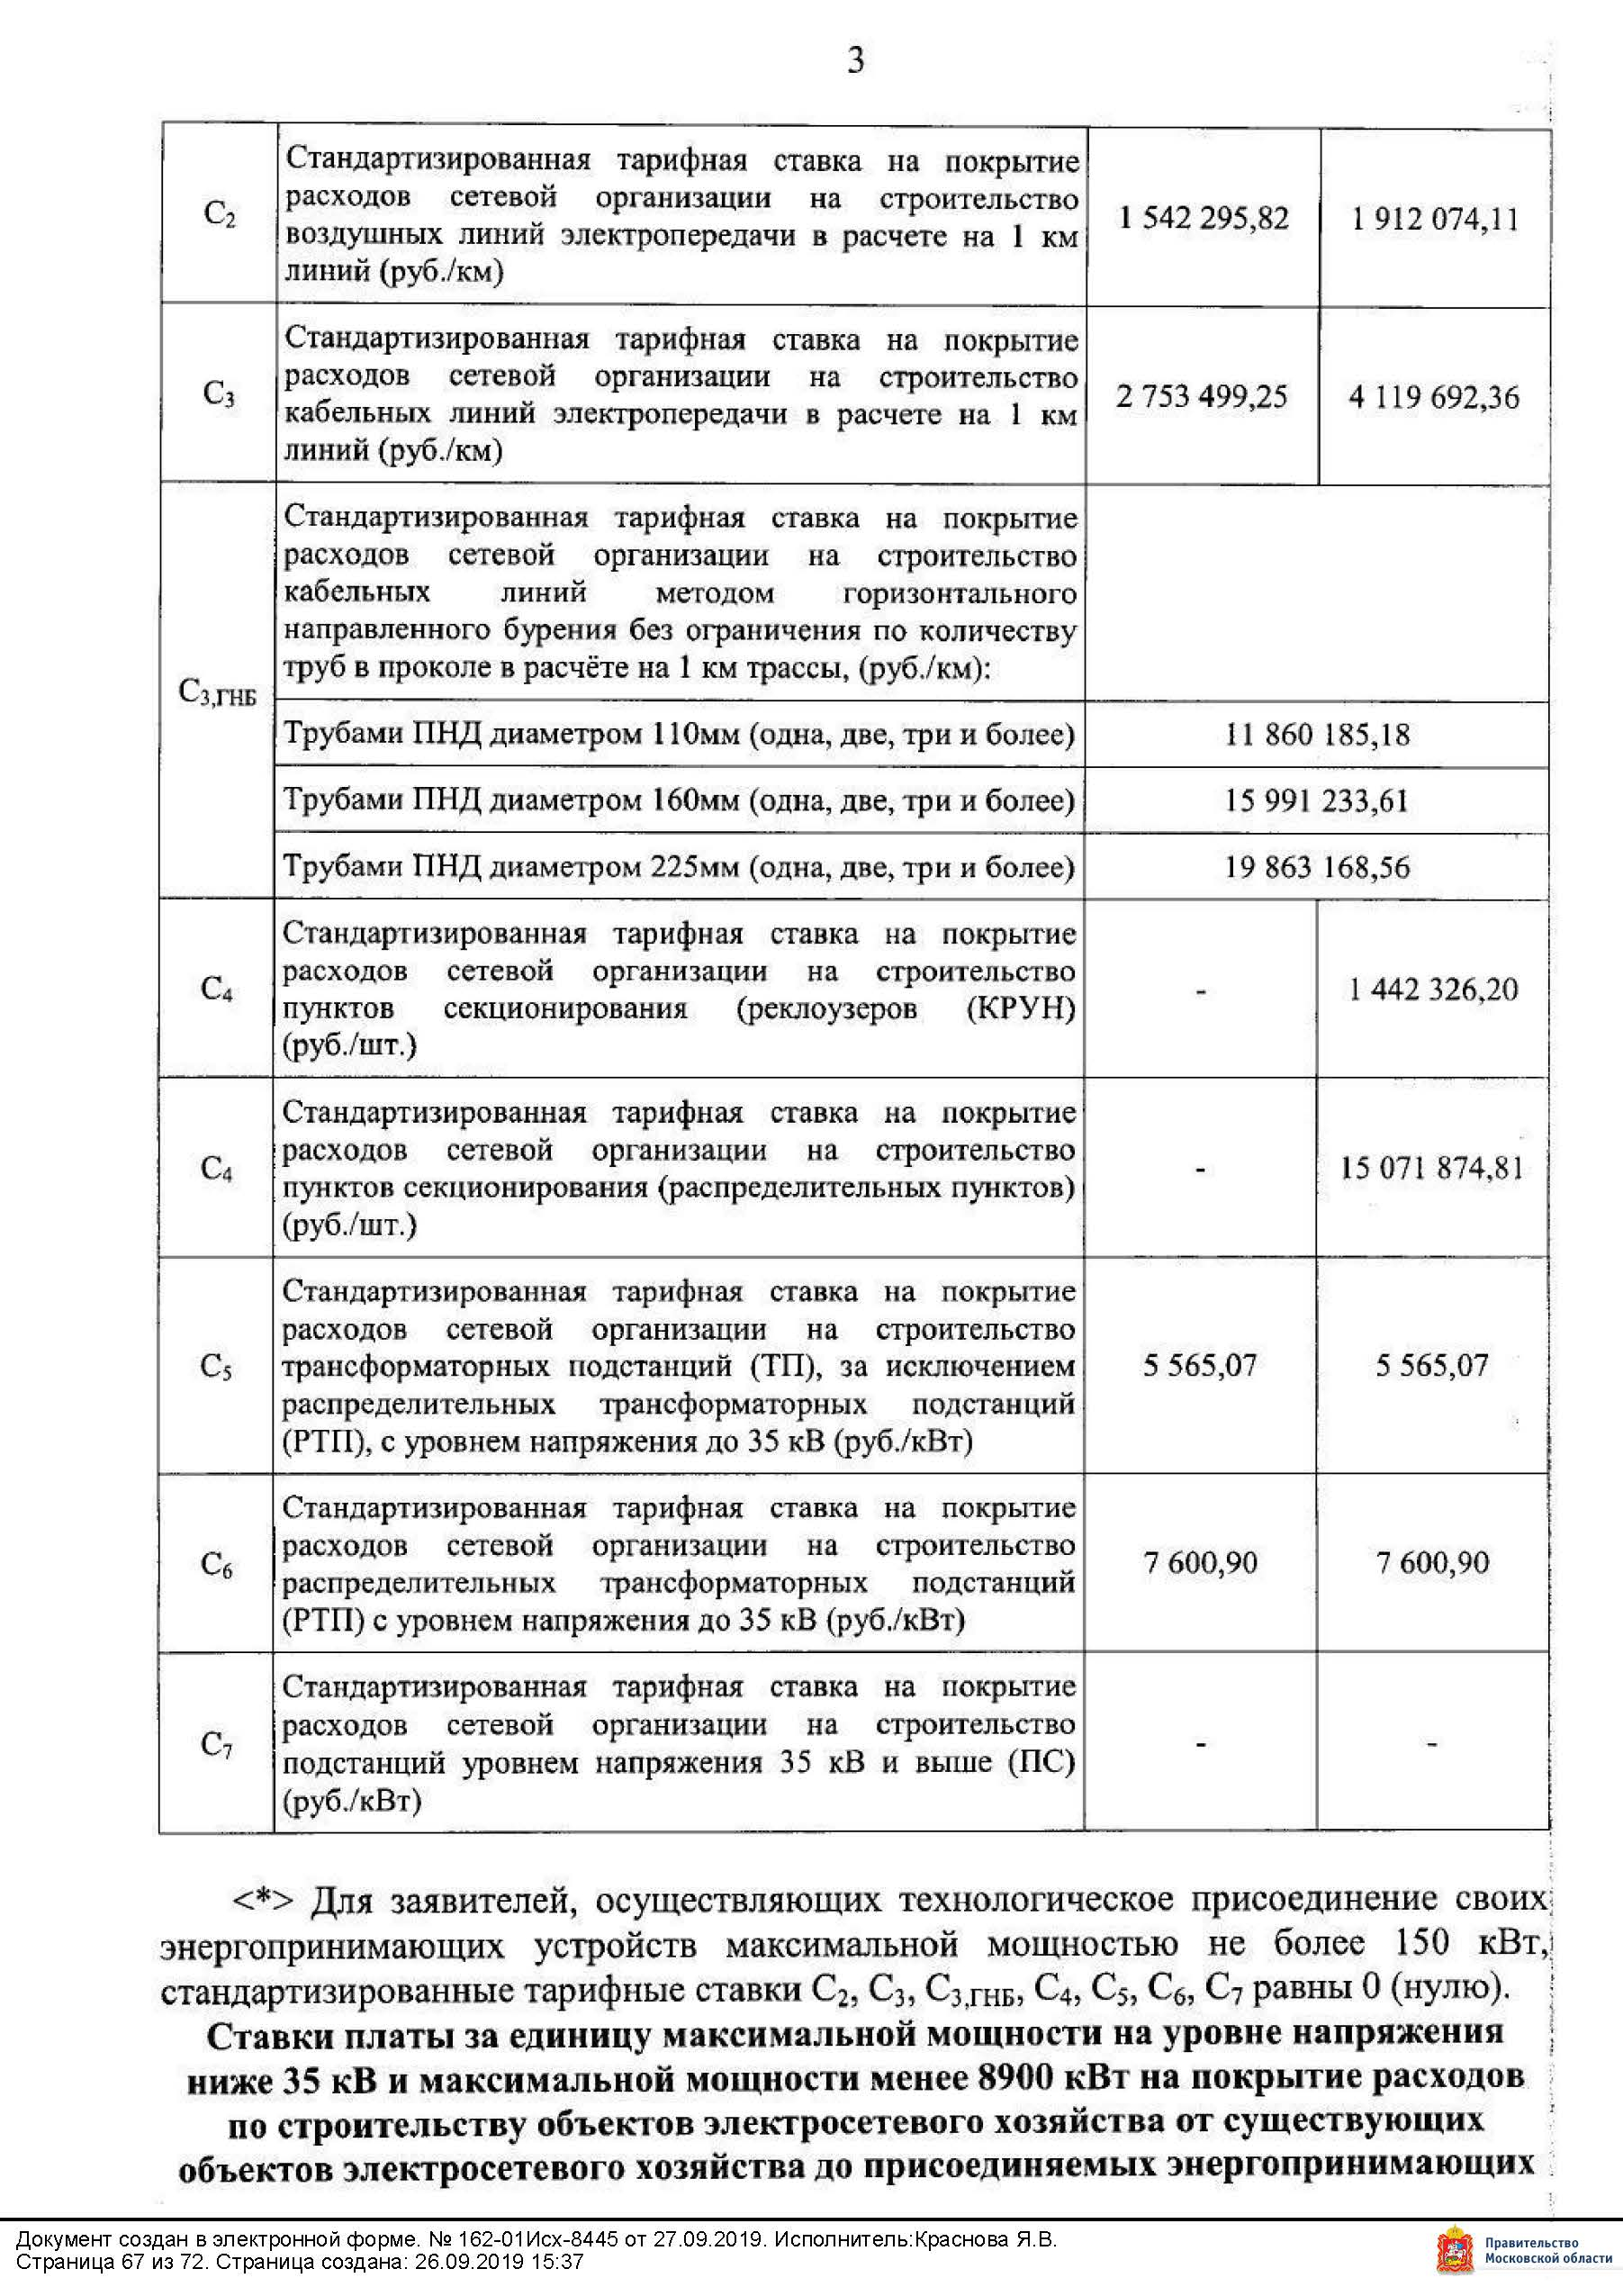 3
С2
Стандартизированная тарифная ставка на покрытие
расходов сетевой организации на строительство
воздушных линий электропередачи в расчете на 1 км
линий (руб./км)
1 542 295,82
1 912 074,11
С3
Стандартизированная тарифная ставка на покрытие
расходов сетевой организации на строительство
кабельных линий электропередачи в расчете на 1 км
линий (руб./км)
2 753 499,25
4 119 692,36
С3,ГНБ
Стандартизированная тарифная ставка на покрытие
расходов сетевой организации на строительство
кабельных линий методом горизонтального
направленного бурения без ограничения по количеству
труб в проколе в расчёте на 1 км трассы, (руб./км):
Трубами ПНД диаметром 110мм (одна, две, три и более)
11 860 185,18
Трубами ПНД диаметром 160мм (одна, две, три и более)
15 991 233,61
Трубами ПНД диаметром 225мм (одна, две, три и более)
19 863 168,56
С4
Стандартизированная тарифная ставка на покрытие
расходов сетевой организации на строительство
пунктов секционирования (реклоузеров (КРУН)
(руб./шт.)
-
1 442 326,20
С4
Стандартизированная тарифная ставка на покрытие
расходов сетевой организации на строительство
пунктов секционирования (распределительных пунктов)
(руб./шт.)
-
15 071 874,81
С5
Стандартизированная тарифная ставка на покрытие
расходов сетевой организации на строительство
трансформаторных подстанций (ТП), за исключением
распределительных трансформаторных подстанций
(РТП), с уровнем напряжения до 35 кВ (руб./кВт)
5 565,07
5 565,07
С6
Стандартизированная тарифная ставка на покрытие
расходов сетевой организации на строительство
распределительных трансформаторных подстанций
(РТП) с уровнем напряжения до 35 кВ (руб./кВт)
7 600,90
7 600,90
С7
Стандартизированная тарифная ставка на покрытие
расходов сетевой организации на строительство
подстанций уровнем напряжения 35 кВ и выше (ПС)
(руб./кВт)
-
-
<*> Для заявителей, осуществляющих технологическое присоединение своих
энергопринимающих устройств максимальной мощностью не более 150 кВт,
стандартизированные тарифные ставки С2, С3, С3,ГНБ, С4, С5, С6, С7 равны 0 (нулю).
Ставки платы за единицу максимальной мощности на уровне напряжения
ниже 35 кВ и максимальной мощности менее 8900 кВт на покрытие расходов
по строительству объектов электросетевого хозяйства от существующих
объектов электросетевого хозяйства до присоединяемых энергопринимающих
Документ создан в электронной форме. № 162-01Исх-8445 от 27.09.2019. Исполнитель:Краснова Я.В.
Страница 67 из 72. Страница создана: 26.09.2019 15:37
Правительство
Московской области